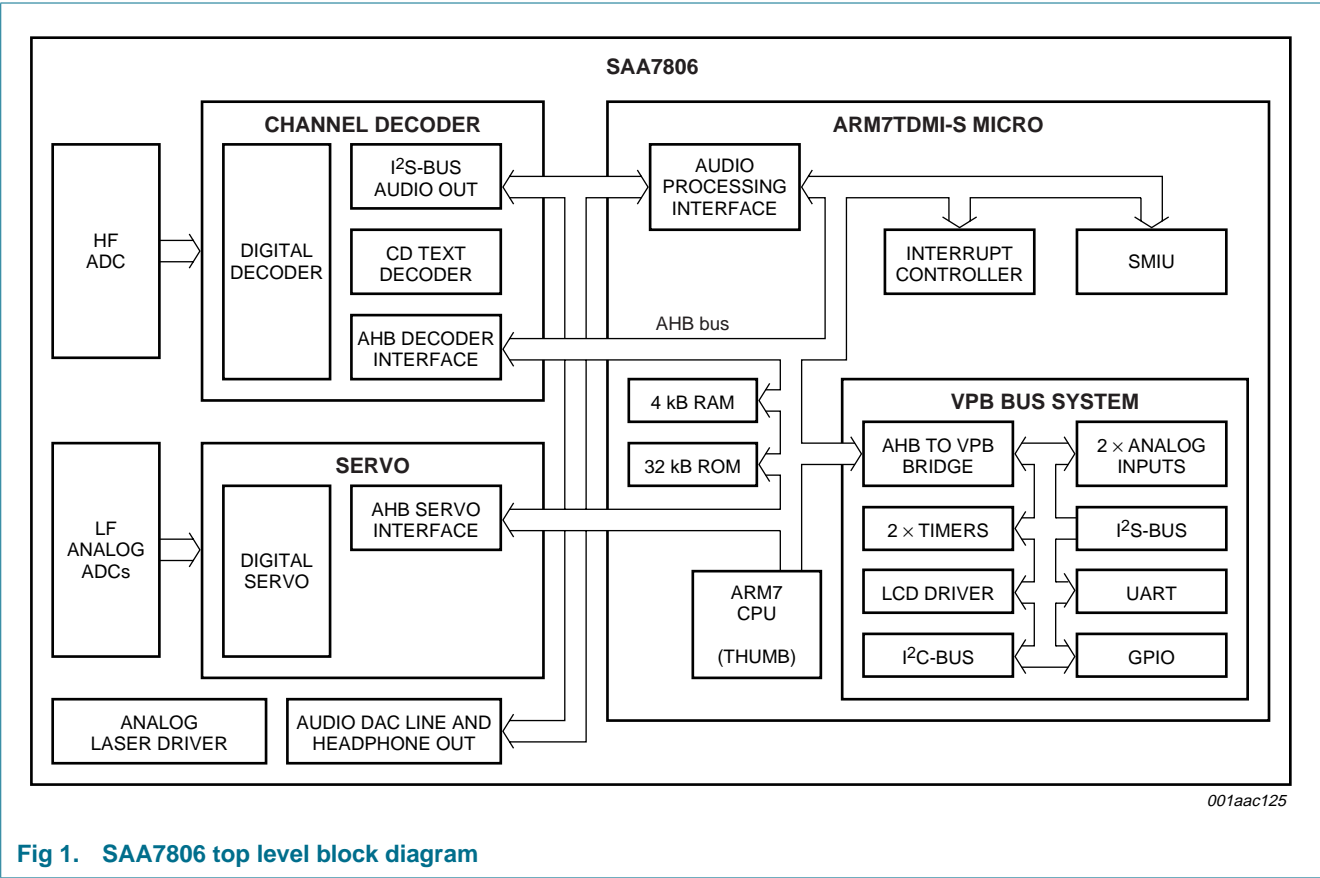 SAA7806
CHANNEL DECODER
HF
ADC
DIGITAL
DECODER
I2S-BUS
AUDIO OUT
CD TEXT
DECODER
AHB DECODER
INTERFACE
ARM7TDMI-S MICRO
AUDIO
PROCESSING
INTERFACE
INTERRUPT
CONTROLLER
SMIU
AHB bus
4 kB RAM
32 kB ROM
ARM7
CPU
(THUMB)
VPB BUS SYSTEM
AHB TO VPB
BRIDGE
2 × ANALOG
INPUTS
2 × TIMERS
I2S-BUS
LCD DRIVER
UART
I2C-BUS
GPIO
LF
ANALOG
ADCs
SERVO
DIGITAL
SERVO
AHB SERVO
INTERFACE
ANALOG
LASER DRIVER
AUDIO DAC LINE AND
HEADPHONE OUT
001aac125
Fig 1. SAA7806 top level block diagram